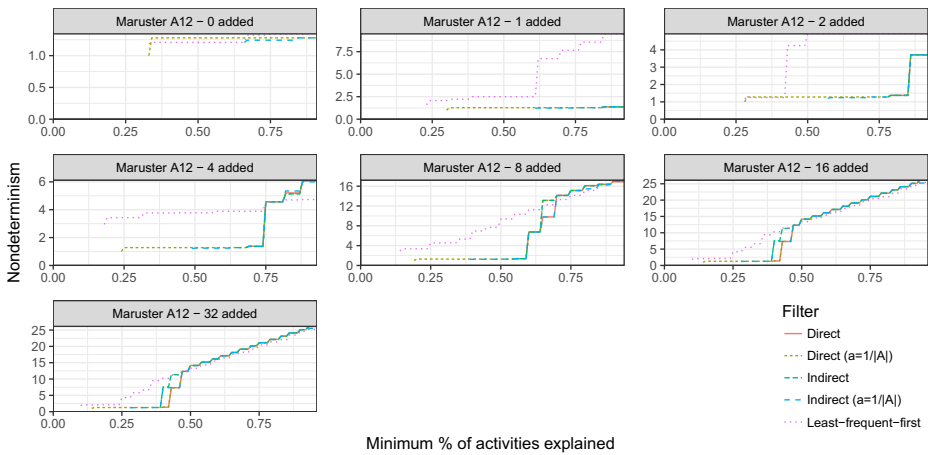 Maruster A12 − 0 added
Maruster A12 − 1 added
Maruster A12 − 2 added
1.0
0.5
0.0
0.00 0.25 0.50 0.75
7.5
5.0
2.5
0.0
0.00 0.25 0.50 0.75
4
3
2
1
0
0.00 0.25 0.50 0.75
Maruster A12 − 4 added
Maruster A12 − 8 added
Maruster A12 − 16 added
6
4
2
0
0.00 0.25 0.50 0.75
16
12
8
4
0
0.00 0.25 0.50 0.75
25
20
15
10
5
0
0.00 0.25 0.50 0.75
Maruster A12 − 32 added
25
20
15
10
5
0
0.00 0.25 0.50 0.75
Nondeterminism
Minimum % of activities explained
Filter
Direct
Direct (a=1/|A|)
Indirect
Indirect (a=1/|A|)
Least−frequent−first